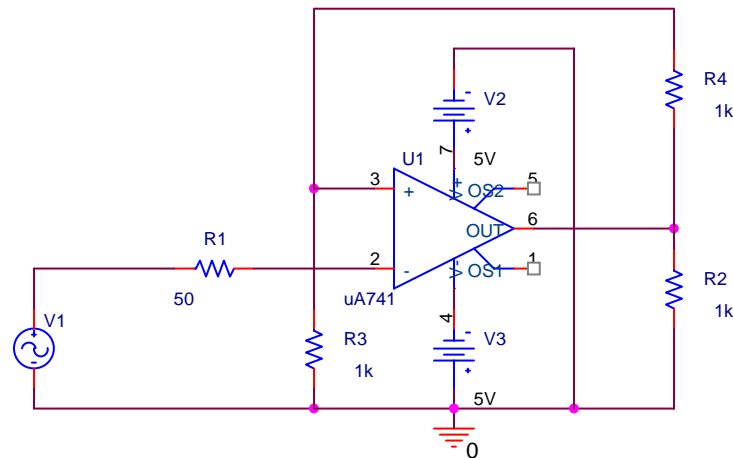 R4
1k
-
V2
+
5V
7
U1
3
+
V+
OS2
5
OUT
6
R1
50
2
-
V-
OS1
1
uA741
R2
1k
V1
+
-
R3
1k
4
-
V3
+
5V
0